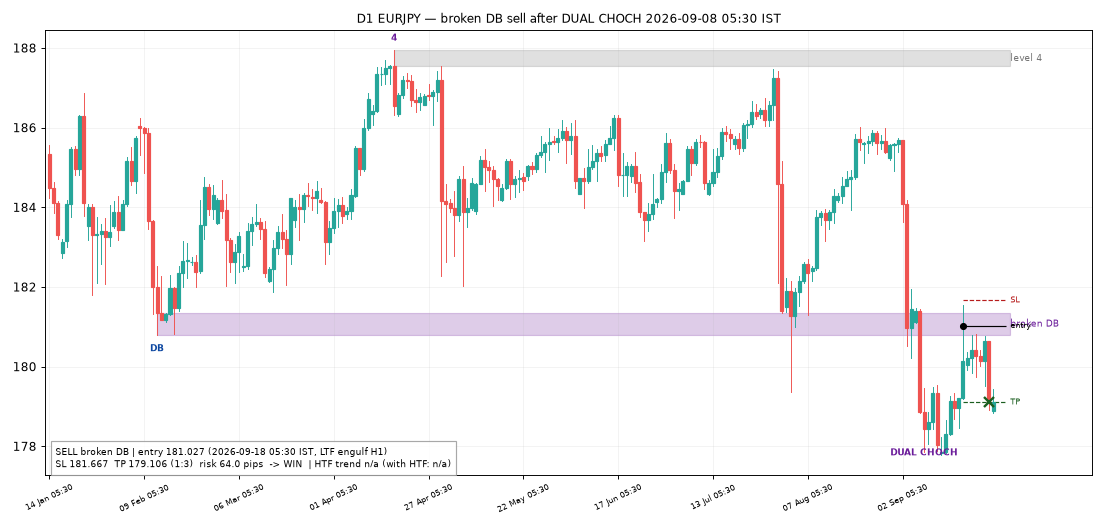 D1 EURJPY — broken DB sell after DUAL CHOCH 2026-09-08 05:30 IST
4
188
level 4
186
184
182
SL
broken DB
entry
DB
180
TP
178
DUAL CHOCH
SELL broken DB | entry 181.027 (2026-09-18 05:30 IST, LTF engulf H1)
SL 181.667  TP 179.106 (1:3)  risk 64.0 pips  -> WIN  | HTF trend n/a (with HTF: n/a)
14 Jan 05:30
09 Feb 05:30
06 Mar 05:30
01 Apr 05:30
27 Apr 05:30
22 May 05:30
17 Jun 05:30
13 Jul 05:30
07 Aug 05:30
02 Sep 05:30